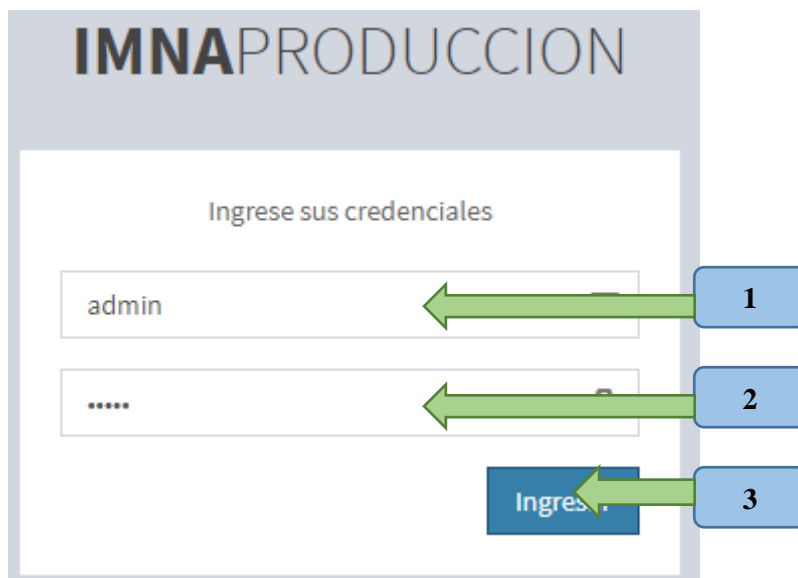 IMNAPRODUCCION
Ingrese sus credenciales
admin
1
•••••
2
3